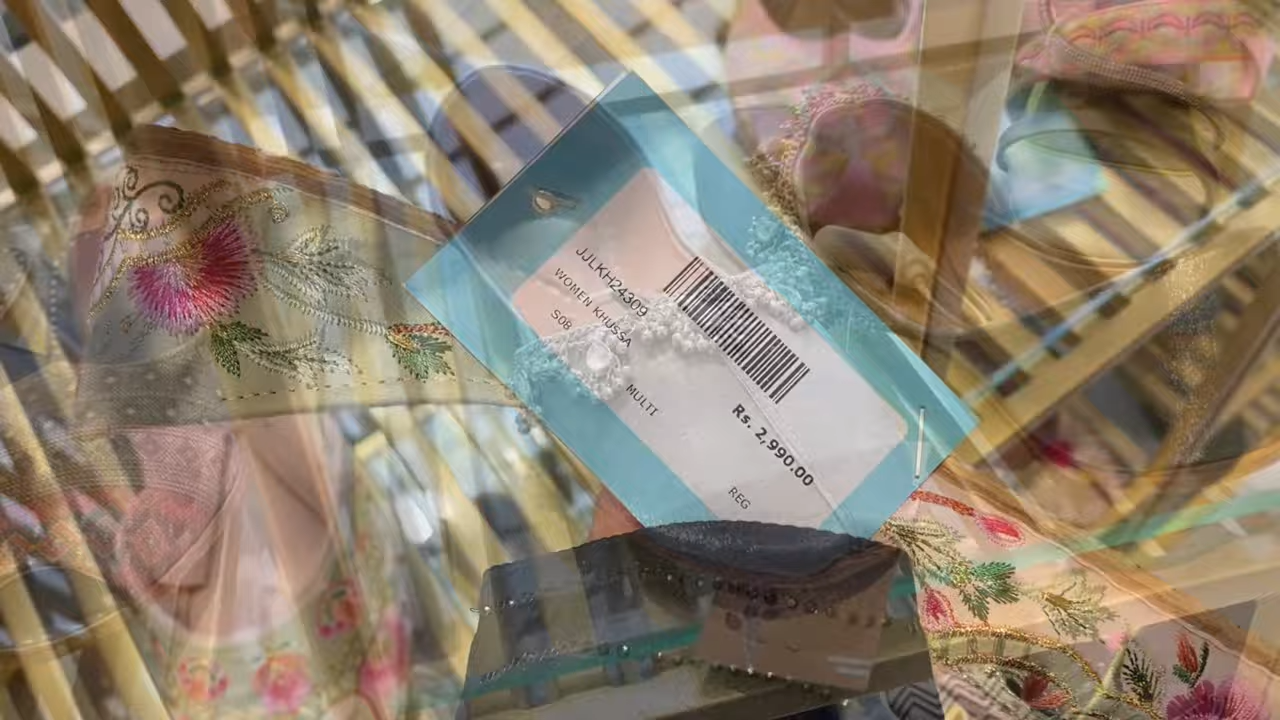 JJLKH24309
WOMEN KHUSSA
S08
MULTI
Rs. 2,990.00
REG